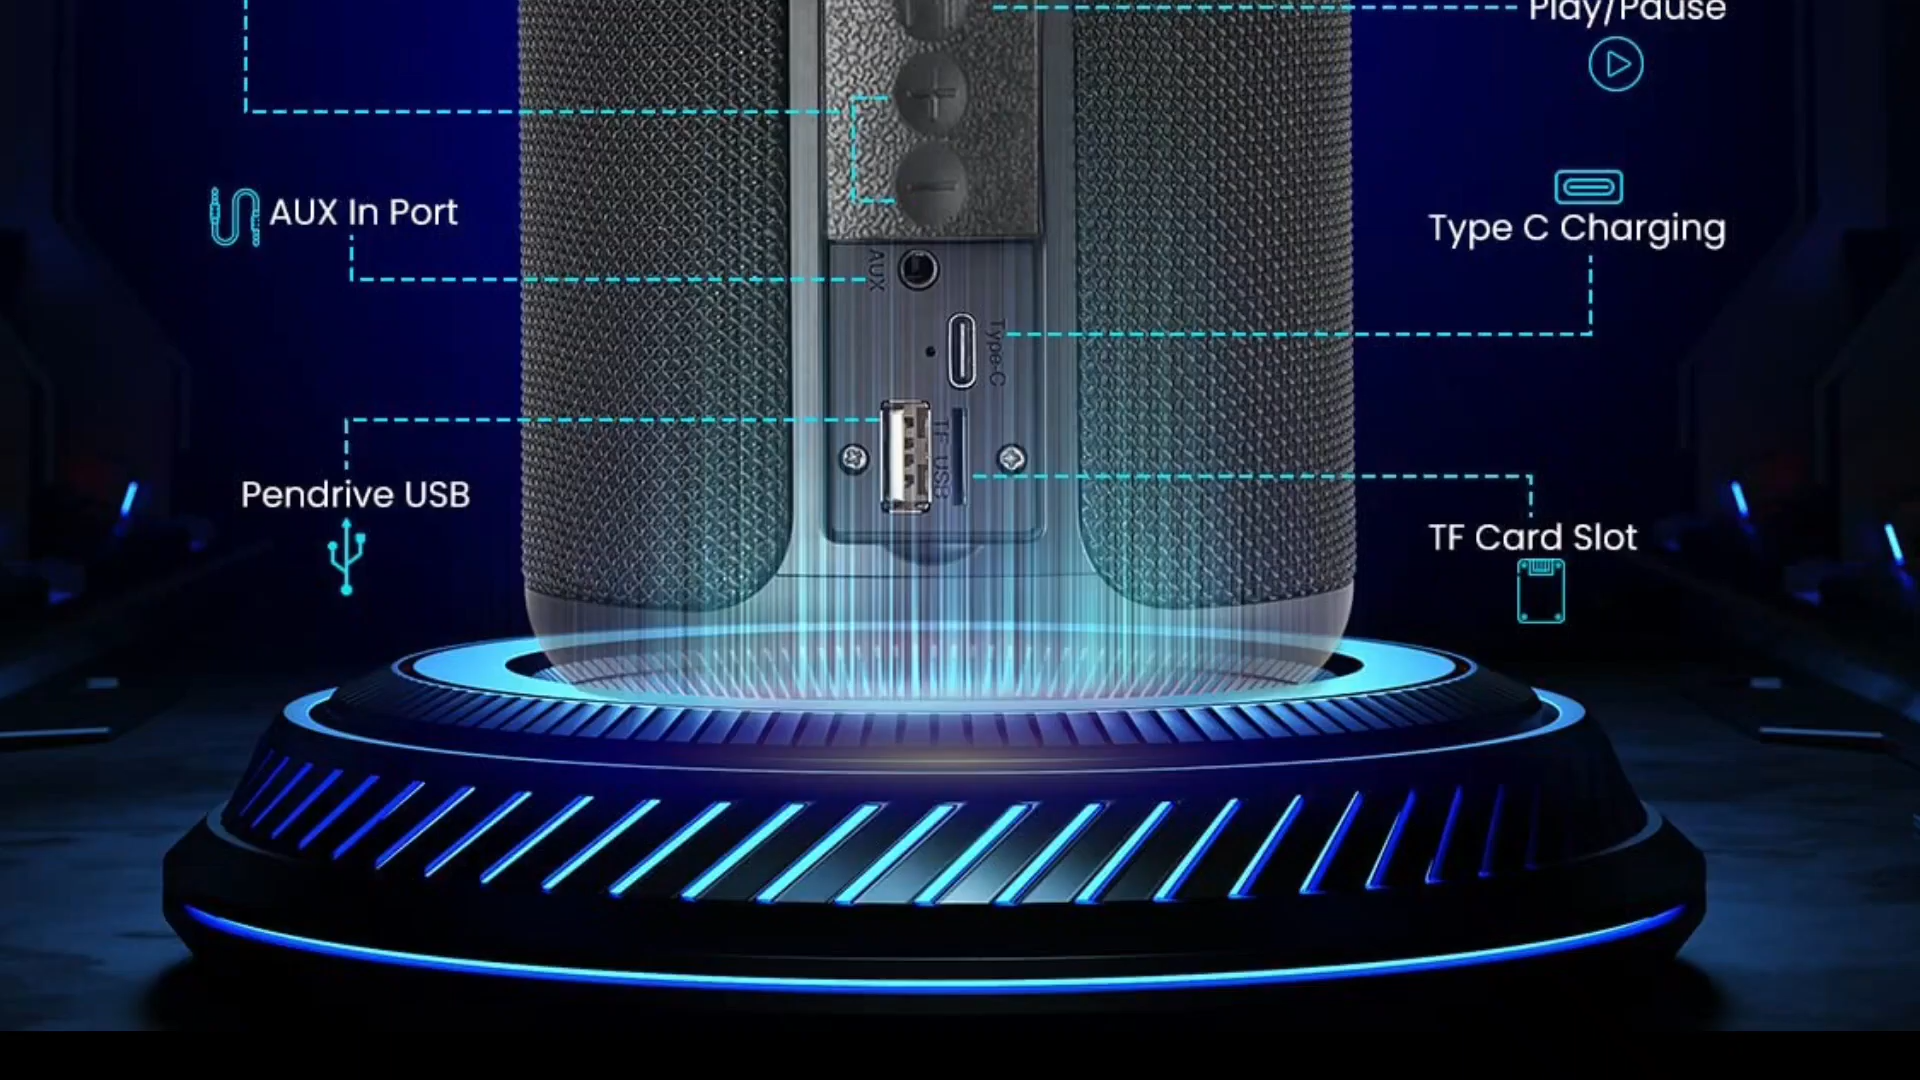 Play/Pause
AUX In Port
Type C Charging
AUX
Type-C
TF USB
Pendrive USB
TF Card Slot